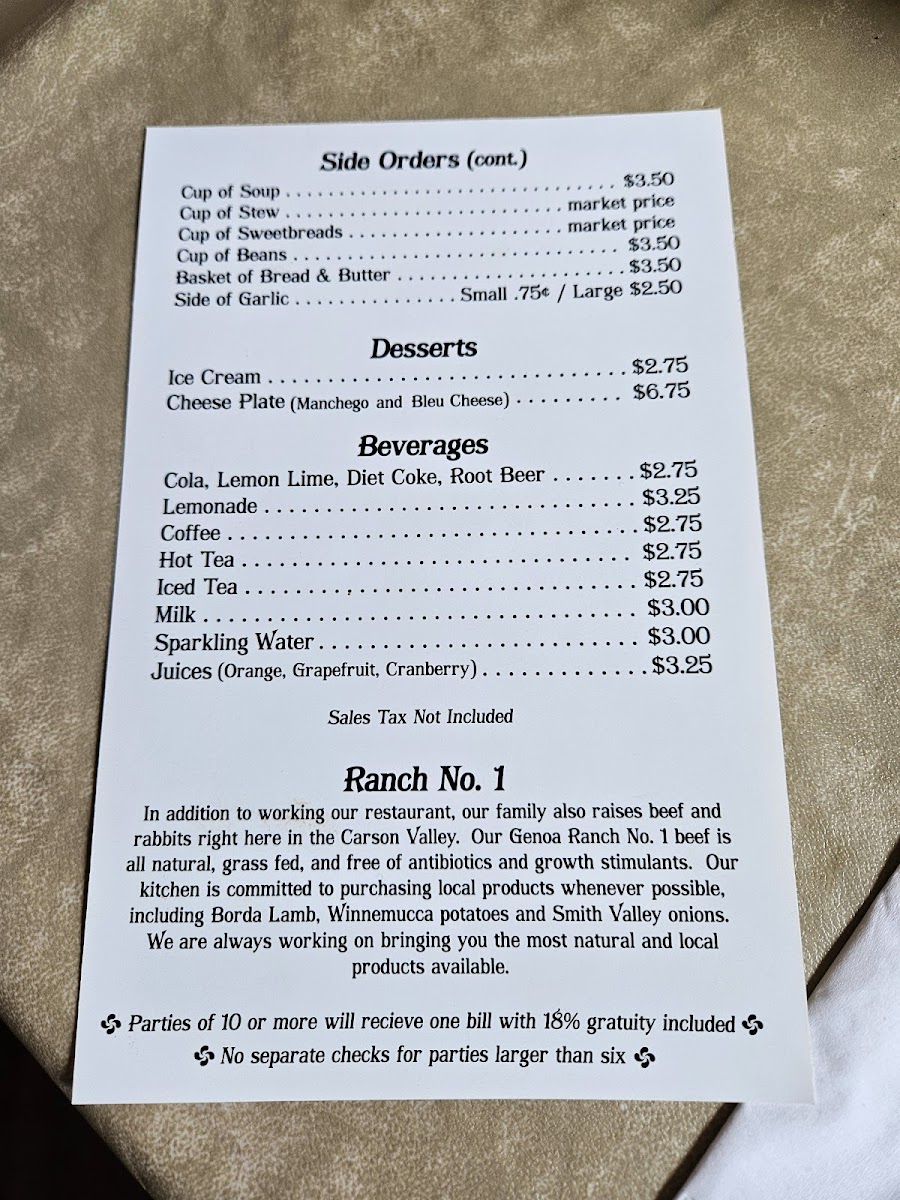 Side Orders (cont.)
Cup of Soup ................................ $3.50
Cup of Stew ........................... market price
Cup of Sweetbreads .................... market price
Cup of Beans ............................... $3.50
Basket of Bread & Butter ...................... $3.50
Side of Garlic ............... Small .75¢ / Large $2.50
Desserts
Ice Cream .............................. $2.75
Cheese Plate (Manchego and Bleu Cheese) ......... $6.75
Beverages
Cola, Lemon Lime, Diet Coke, Root Beer ....... $2.75
Lemonade ............................... $3.25
Coffee .................................. $2.75
Hot Tea ................................ $2.75
Iced Tea ................................ $2.75
Milk .................................... $3.00
Sparkling Water .......................... $3.00
Juices (Orange, Grapefruit, Cranberry) ............. $3.25
Sales Tax Not Included
Ranch No. 1
In addition to working our restaurant, our family also raises beef and
rabbits right here in the Carson Valley. Our Genoa Ranch No. 1 beef is
all natural, grass fed, and free of antibiotics and growth stimulants. Our
kitchen is committed to purchasing local products whenever possible,
including Borda Lamb, Winnemucca potatoes and Smith Valley onions.
We are always working on bringing you the most natural and local
products available.
Parties of 10 or more will recieve one bill with 18% gratuity included
No separate checks for parties larger than six